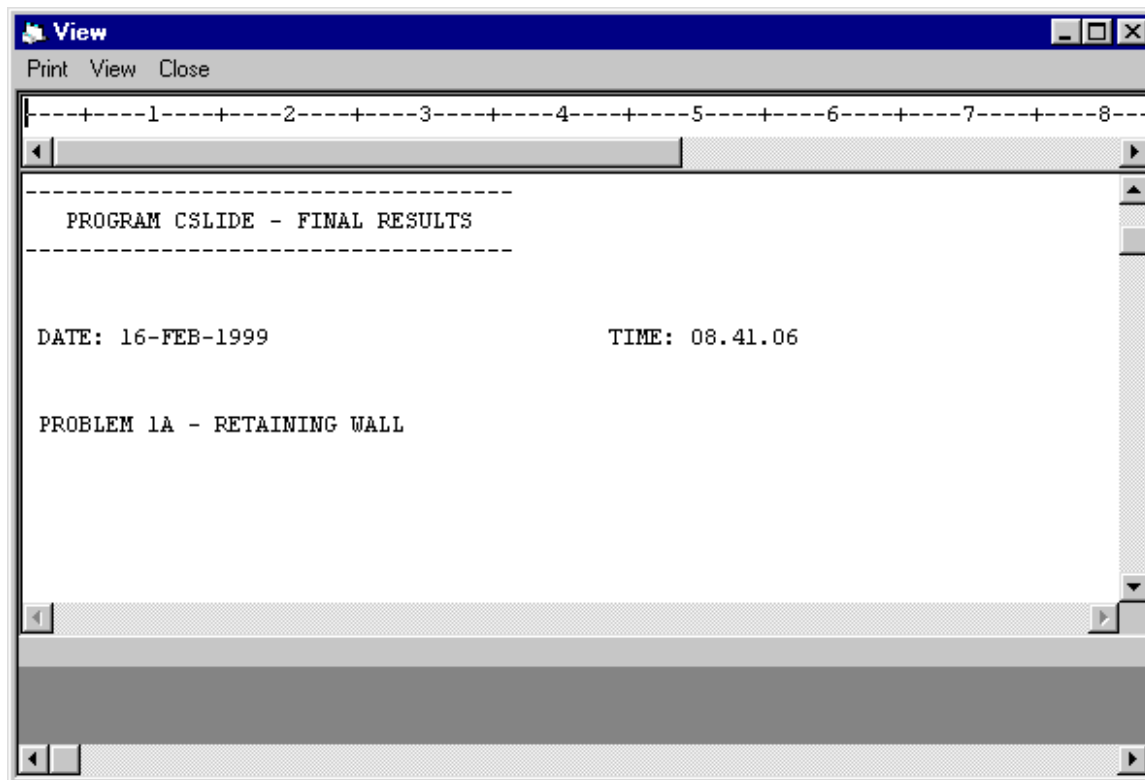 View
Print View Close
----+----1----+----2----+----3----+----4----+----5----+----6----+----7----+----8---
------------------------------------
PROGRAM CSLIDE - FINAL RESULTS
------------------------------------
DATE: 16-FEB-1999 TIME: 08.41.06
PROBLEM 1A - RETAINING WALL